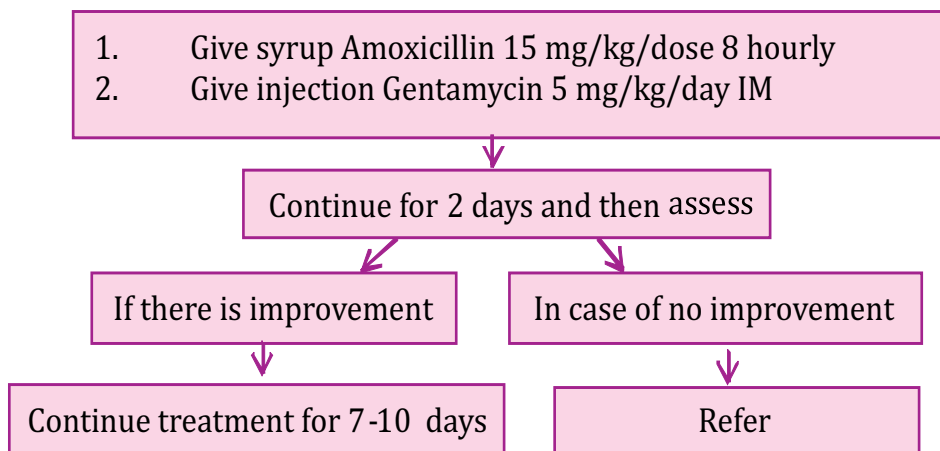 1. Give syrup Amoxicillin 15 mg/kg/dose 8 hourly
2. Give injection Gentamycin 5 mg/kg/day IM
Continue for 2 days and then assess
If there is improvement
In case of no improvement
Continue treatment for 7-10 days
Refer